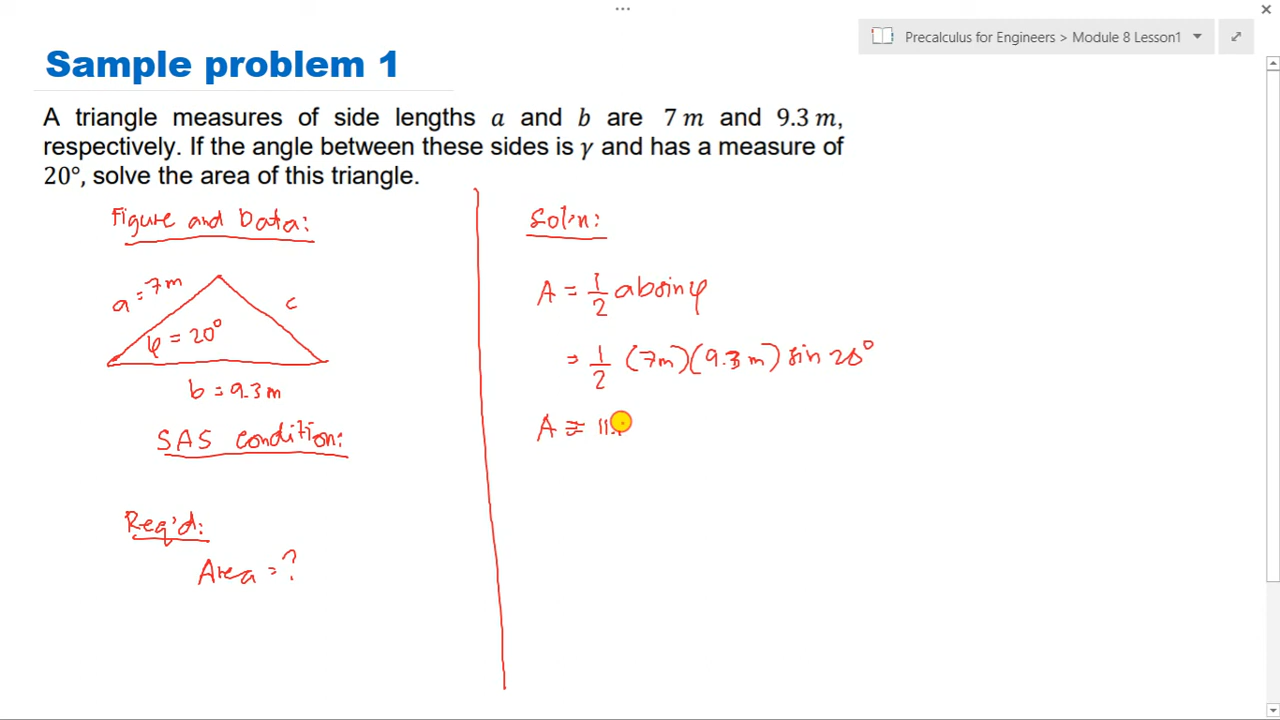 Precalculus for Engineers > Module 8 Lesson1
Sample problem 1
A triangle measures of side lengths a and b are 7 m and 9.3 m,
respectively. If the angle between these sides is γ and has a measure of
20°, solve the area of this triangle.
Figure and Data:
a = 7m
c
φ = 20°
b = 9.3m
SAS condition:
Req'd:
Area = ?
Sol'n:
A = 1/2 ab sin φ
= 1/2 (7m)(9.3m) sin 20°
A ≅ 11.